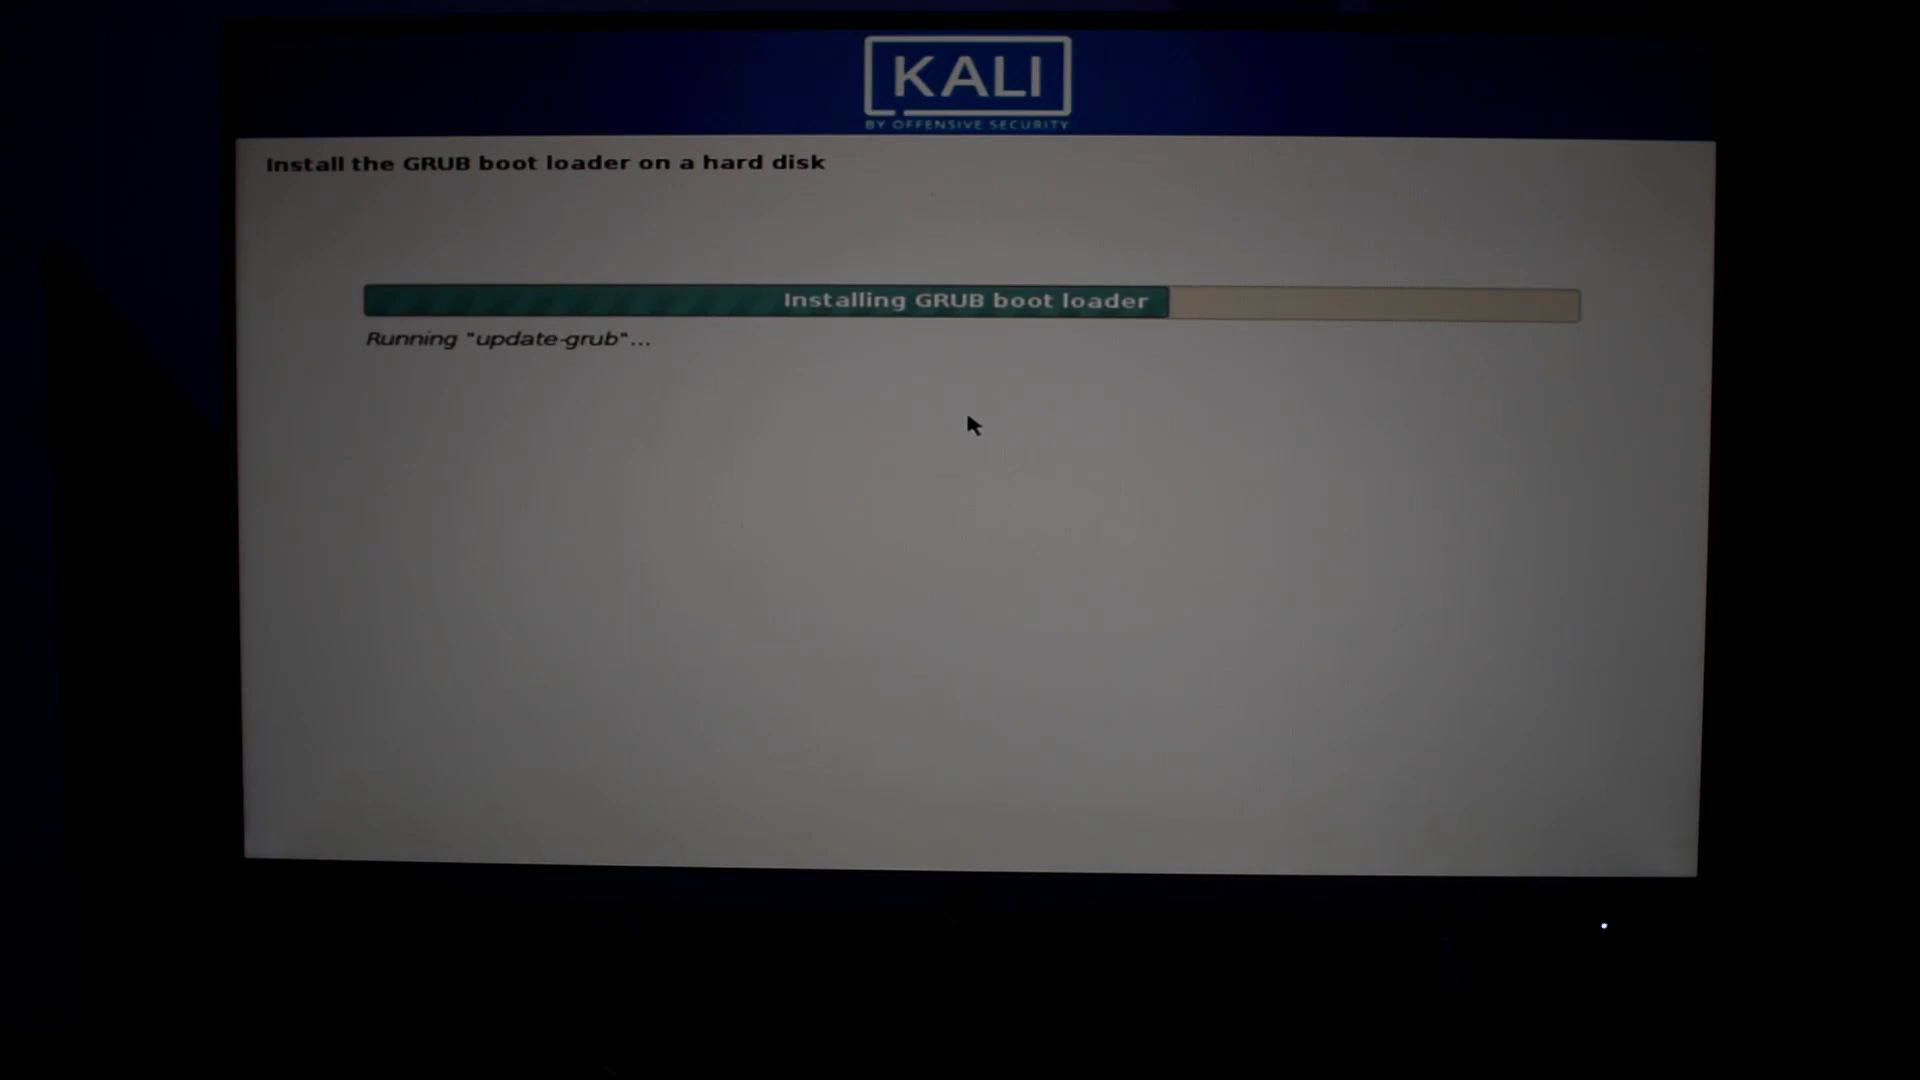 KALI
BY OFFENSIVE SECURITY
Install the GRUB boot loader on a hard disk
Installing GRUB boot loader
Running "update-grub"...